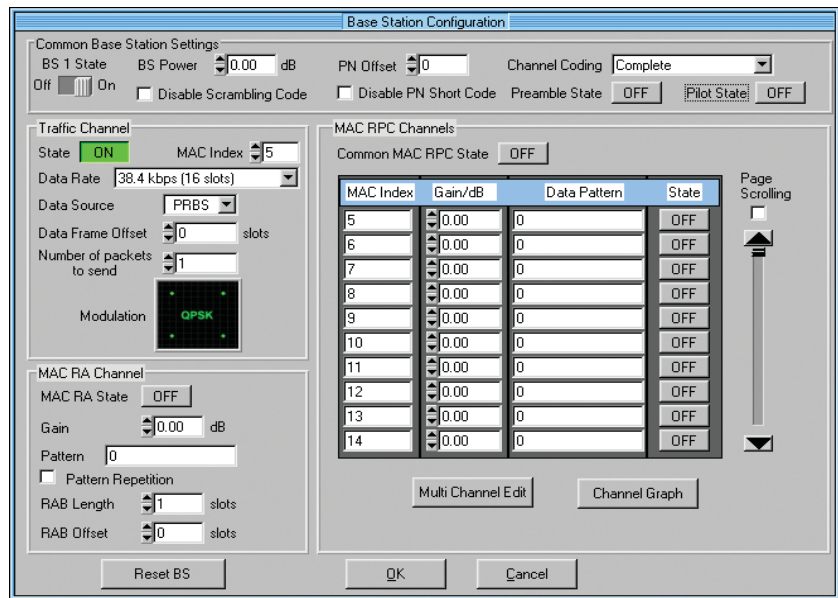 Base Station Configuration
Common Base Station Settings
BS 1 State
Off On
BS Power 0.00 dB
Disable Scrambling Code
PN Offset 0
Disable PN Short Code
Channel Coding Complete
Preamble State OFF
Pilot State OFF
Traffic Channel
State ON
MAC Index 5
Data Rate 38.4 kbps (16 slots)
Data Source PRBS
Data Frame Offset 0 slots
Number of packets
to send 1
Modulation QPSK
MAC RA Channel
MAC RA State OFF
Gain 0.00 dB
Pattern 0
Pattern Repetition
RAB Length 1 slots
RAB Offset 0 slots
MAC RPC Channels
Common MAC RPC State OFF
MAC Index Gain/dB Data Pattern State
5 0.00 0 OFF
6 0.00 0 OFF
7 0.00 0 OFF
8 0.00 0 OFF
9 0.00 0 OFF
10 0.00 0 OFF
11 0.00 0 OFF
12 0.00 0 OFF
13 0.00 0 OFF
14 0.00 0 OFF
Page
Scrolling
Multi Channel Edit
Channel Graph
Reset BS
OK
Cancel